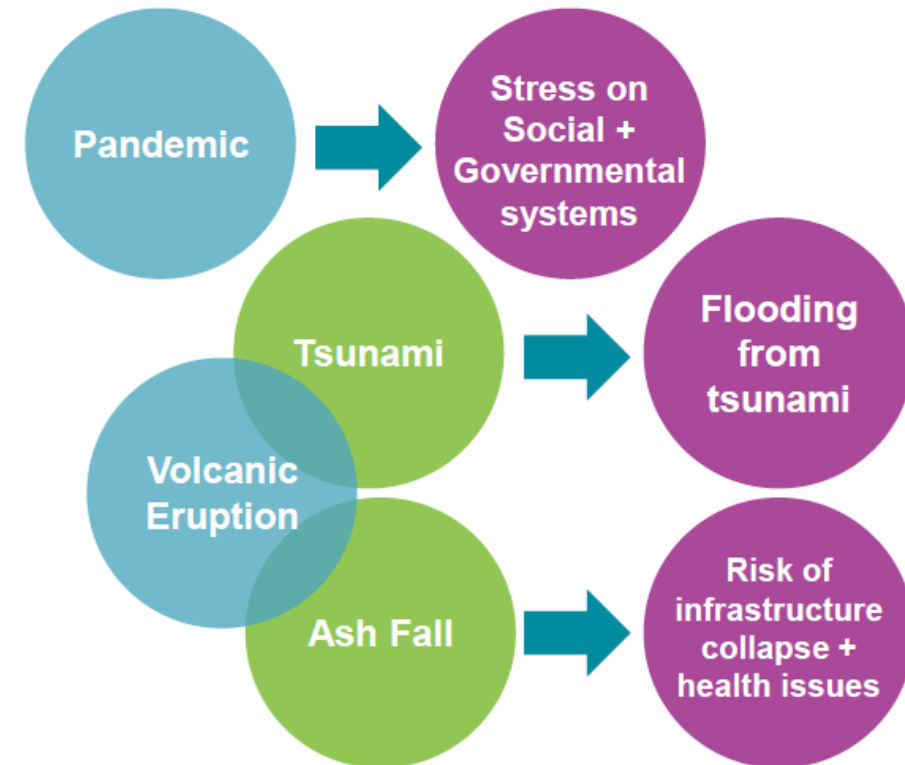 Pandemic
Stress on
Social +
Governmental
systems
Tsunami
Flooding
from
tsunami
Volcanic
Eruption
Ash Fall
Risk of
infrastructure
collapse +
health issues